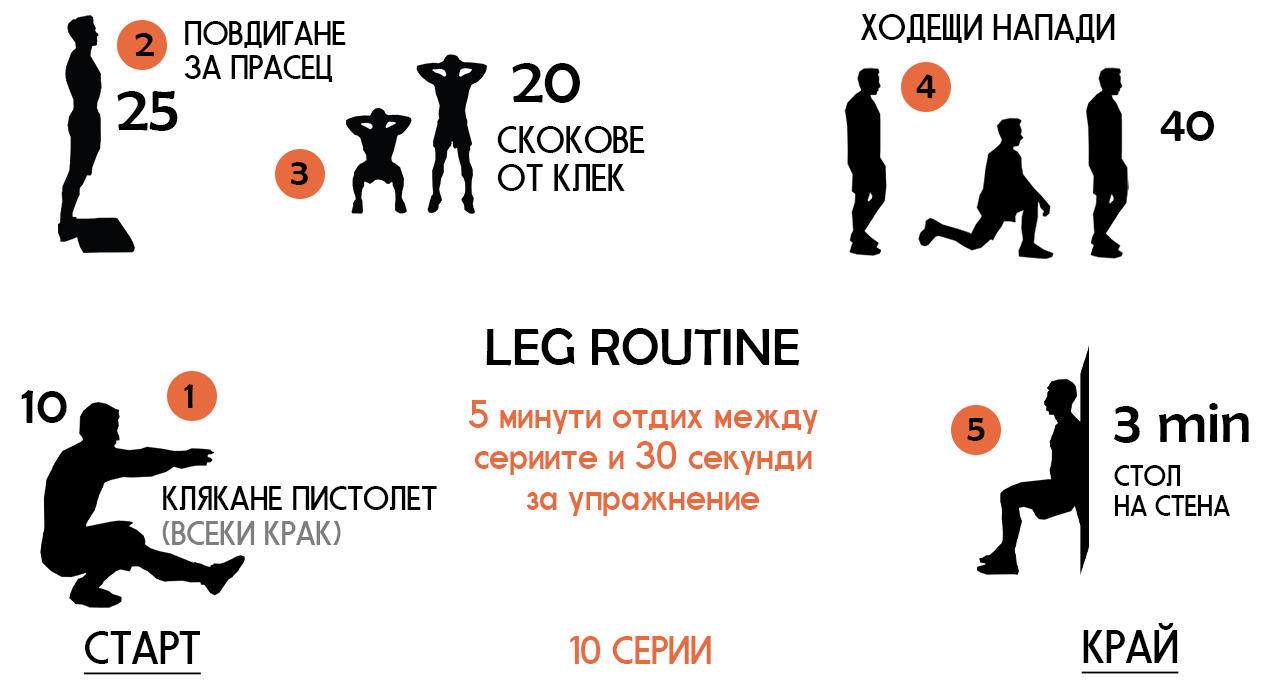 2
ПОВДИГАНЕ
ЗА ПРАСЕЦ
25
3
20
СКОКОВЕ
ОТ КЛЕК
ХОДЕЩИ НАПАДИ
4
40
LEG ROUTINE
5 минути отдих между
сериите и 30 секунди
за упражнение
10
1
КЛЯКАНЕ ПИСТОЛЕТ
(ВСЕКИ КРАК)
5
3 min
СТОЛ
НА СТЕНА
СТАРТ
10 СЕРИИ
КРАЙ